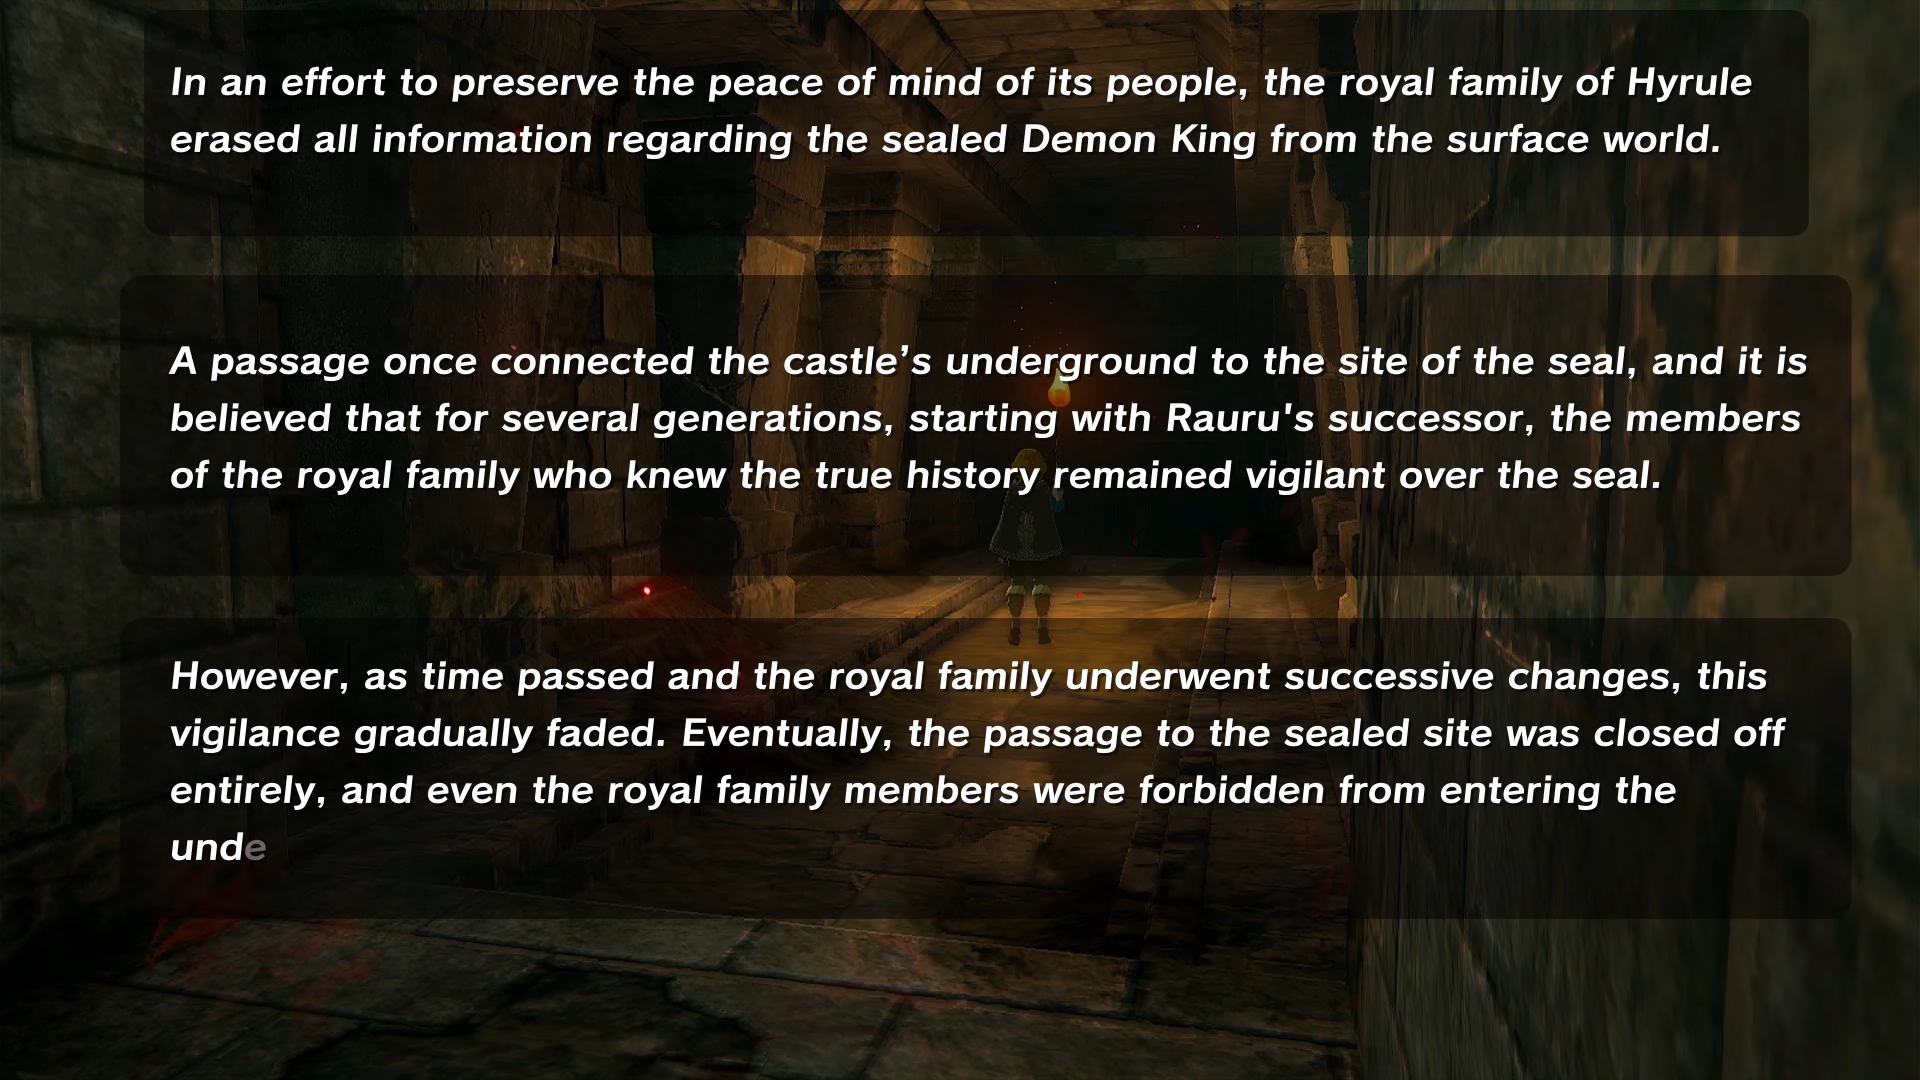 In an effort to preserve the peace of mind of its people, the royal family of Hyrule
erased all information regarding the sealed Demon King from the surface world.
A passage once connected the castle’s underground to the site of the seal, and it is
believed that for several generations, starting with Rauru's successor, the members
of the royal family who knew the true history remained vigilant over the seal.
However, as time passed and the royal family underwent successive changes, this
vigilance gradually faded. Eventually, the passage to the sealed site was closed off
entirely, and even the royal family members were forbidden from entering the
unde